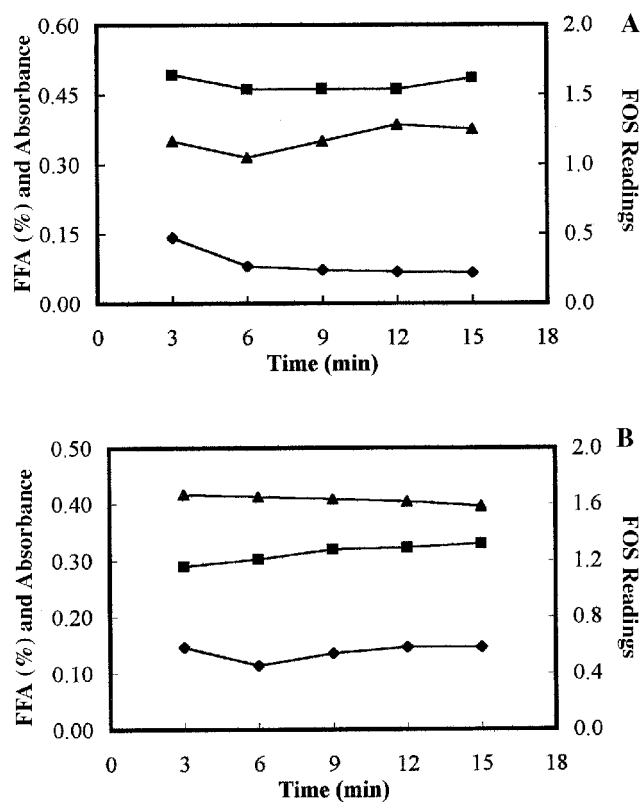 A
FFA (%) and Absorbance
0.60
0.45
0.30
0.15
0.00
2.0
1.5
1.0
0.5
0.0
FOS Readings
0 3 6 9 12 15 18
Time (min)
B
FFA (%) and Absorbance
0.50
0.40
0.30
0.20
0.10
0.00
2.0
1.6
1.2
0.8
0.4
0.0
FOS Readings
0 3 6 9 12 15 18
Time (min)